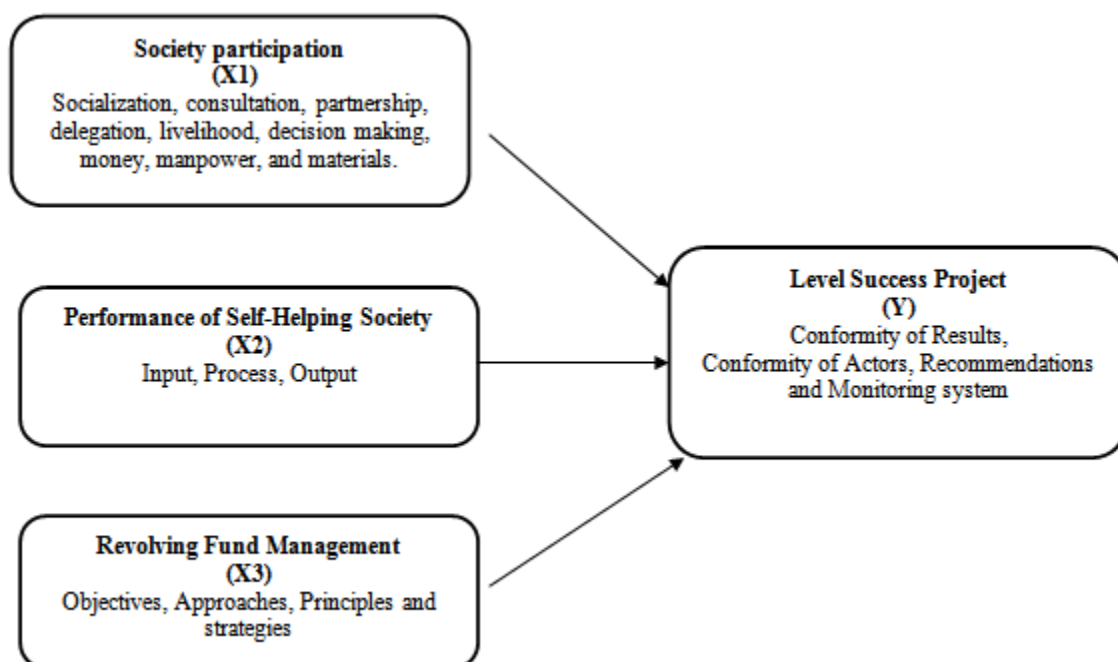 Society participation
(X1)
Socialization, consultation, partnership,
delegation, livelihood, decision making,
money, manpower, and materials.
Performance of Self-Helping Society
(X2)
Input, Process, Output
Revolving Fund Management
(X3)
Objectives, Approaches, Principles and
strategies
Level Success Project
(Y)
Conformity of Results,
Conformity of Actors, Recommendations
and Monitoring system